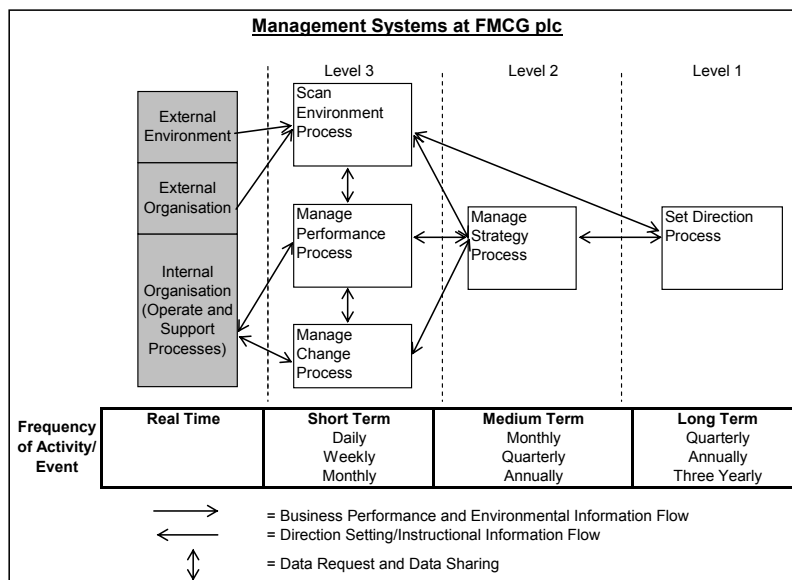 Management Systems at FMCG plc
Level 3
Level 2
Level 1
External
Environment
External
Organisation
Internal
Organisation
(Operate and
Support
Processes)
Scan
Environment
Process
Manage
Performance
Process
Manage
Change
Process
Manage
Strategy
Process
Set Direction
Process
Frequency
of Activity/
Event
Real Time
Short Term
Daily
Weekly
Monthly
Medium Term
Monthly
Quarterly
Annually
Long Term
Quarterly
Annually
Three Yearly
= Business Performance and Environmental Information Flow
= Direction Setting/Instructional Information Flow
= Data Request and Data Sharing